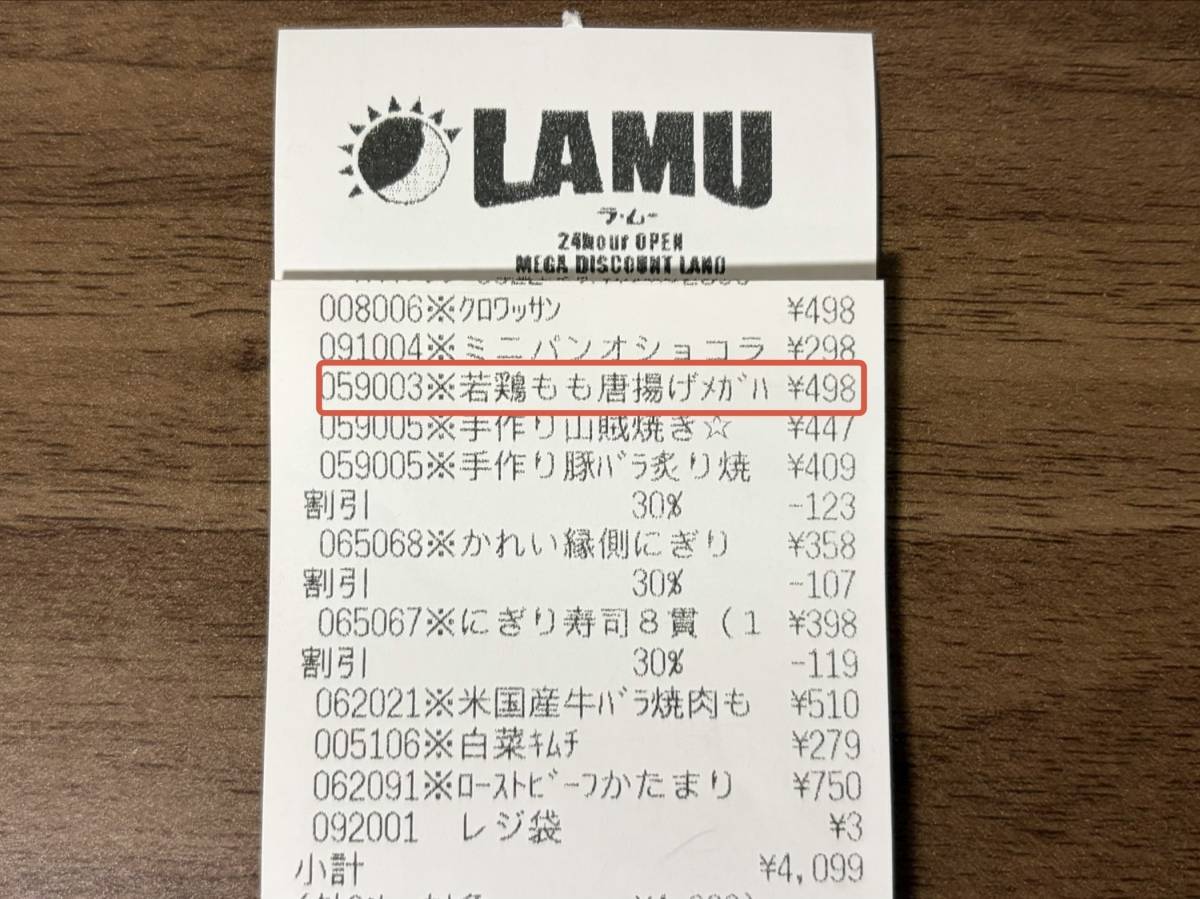 LAMU
ラ・ムー
24hour OPEN
MEGA DISCOUNT LAND
008006※クロワッサン ¥498
091004※ミニパンオショコラ ¥298
059003※若鶏もも唐揚げメガハ ¥498
059005※手作り山賊焼き☆ ¥447
059005※手作り豚バラ炙り焼 ¥409
割引 30% -123
065068※かれい縁側にぎり ¥358
割引 30% -107
065067※にぎり寿司8貫(1 ¥398
割引 30% -119
062021※米国産牛バラ焼肉も ¥510
005106※白菜キムチ ¥279
062091※ローストビーフかたまり ¥750
092001 レジ袋 ¥3
小計 ¥4,099